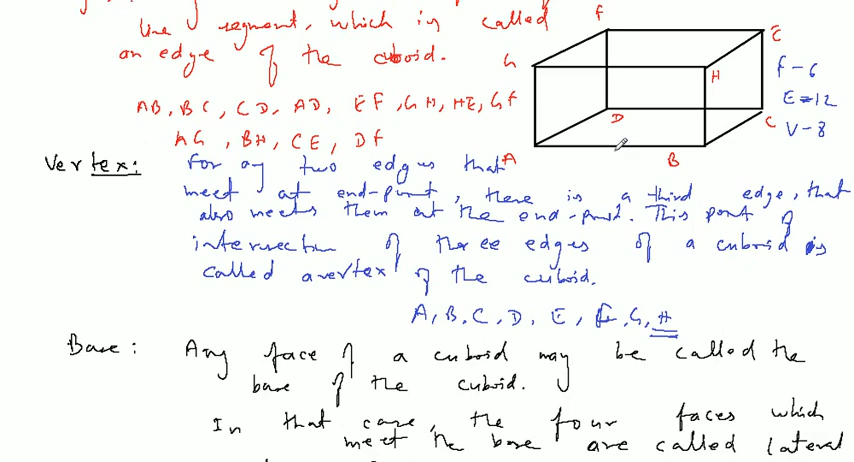 line segment, which is called
an edge of the cuboid.
AB, BC, CD, AD, EF, GH, HE, GF
AG, BH, CE, DF
F
E
G
H
D
C
A
B
F-6
E=12
V-8
Vertex: For any two edges that
meet at end-point, there is a third edge, that
also meets them at the end-point. This point of
intersection of three edges of a cuboid is
called a vertex of the cuboid.
A, B, C, D, E, F, G, H
Base: Any face of a cuboid may be called the
base of the cuboid.
In that case, the four faces which
meet the base are called lateral